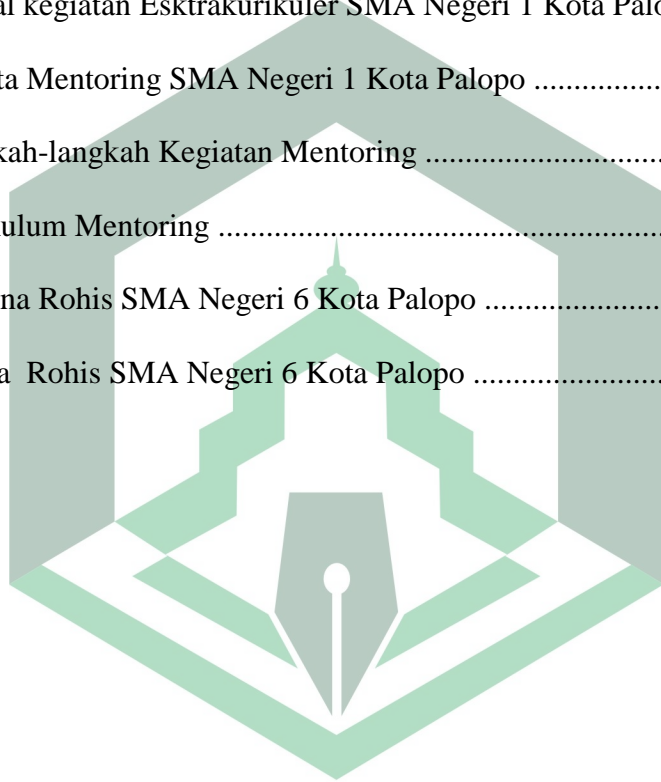 al kegiatan Esktrakurikuler SMA Negeri 1 Kota Palo
ta Mentoring SMA Negeri 1 Kota Palopo ................
kah-langkah Kegiatan Mentoring .............................
ulum Mentoring ......................................................
na Rohis SMA Negeri 6 Kota Palopo ......................
a Rohis SMA Negeri 6 Kota Palopo .......................